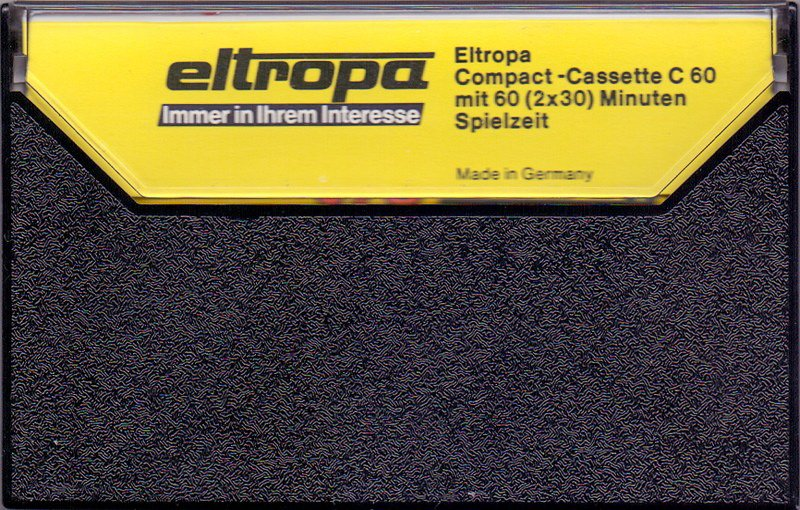 eltropa
Immer in Ihrem Interesse
Eltropa
Compact-Cassette C 60
mit 60 (2x30) Minuten
Spielzeit
Made in Germany